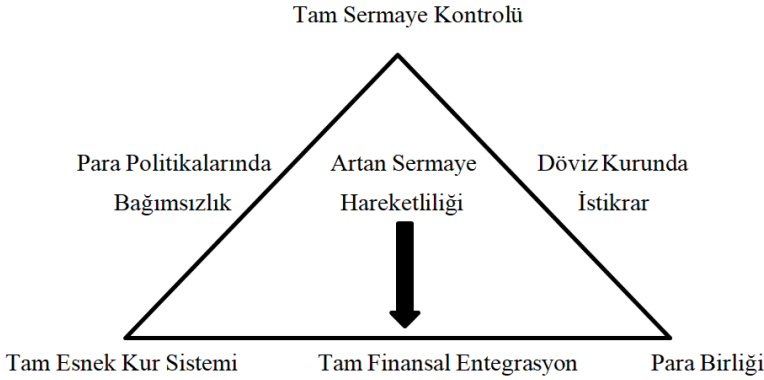 Tam Sermaye Kontrolü
Para Politikalarında
Bağımsızlık
Artan Sermaye
Hareketliliği
Döviz Kurunda
İstikrar
Tam Esnek Kur Sistemi
Tam Finansal Entegrasyon
Para Birliği